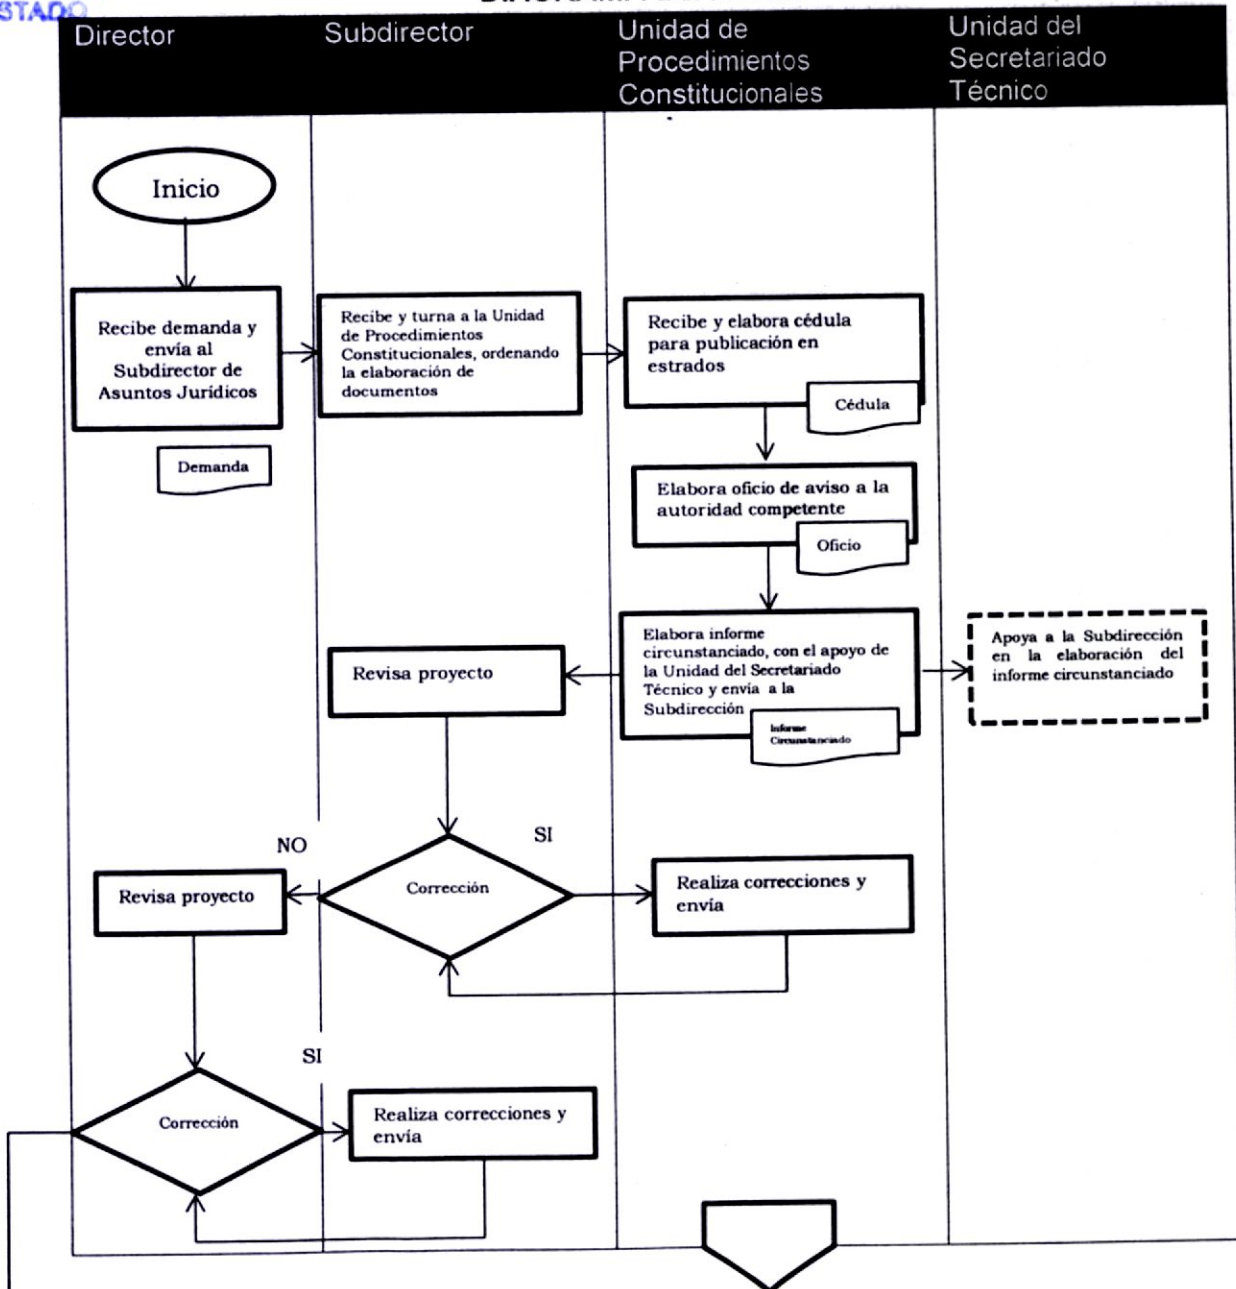 STADO
Director
Subdirector
Unidad de
Procedimientos
Constitucionales
Unidad del
Secretariado
Técnico
Inicio
Recibe demanda y
envía al
Subdirector de
Asuntos Jurídicos
Demanda
Recibe y turna a la Unidad
de Procedimientos
Constitucionales, ordenando
la elaboración de
documentos
Recibe y elabora cédula
para publicación en
estrados
Cédula
Elabora oficio de aviso a la
autoridad competente
Oficio
Elabora informe
circunstanciado, con el apoyo de
la Unidad del Secretariado
Técnico y envía a la
Subdirección
Informe
Circunstanciado
Apoya a la Subdirección
en la elaboración del
informe circunstanciado
Revisa proyecto
NO
Corrección
SI
Realiza correcciones y
envía
Revisa proyecto
SI
Corrección
Realiza correcciones y
envía